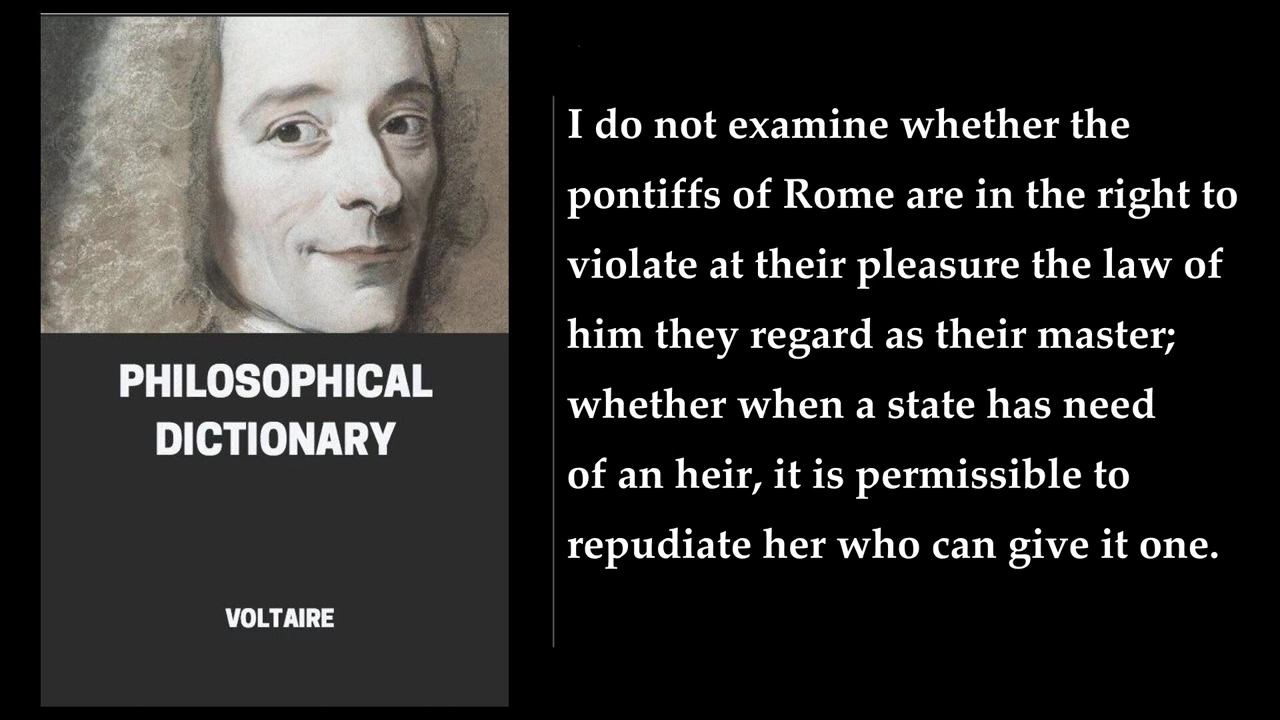 PHILOSOPHICAL
DICTIONARY
VOLTAIRE
I do not examine whether the
pontiffs of Rome are in the right to
violate at their pleasure the law of
him they regard as their master;
whether when a state has need
of an heir, it is permissible to
repudiate her who can give it one.